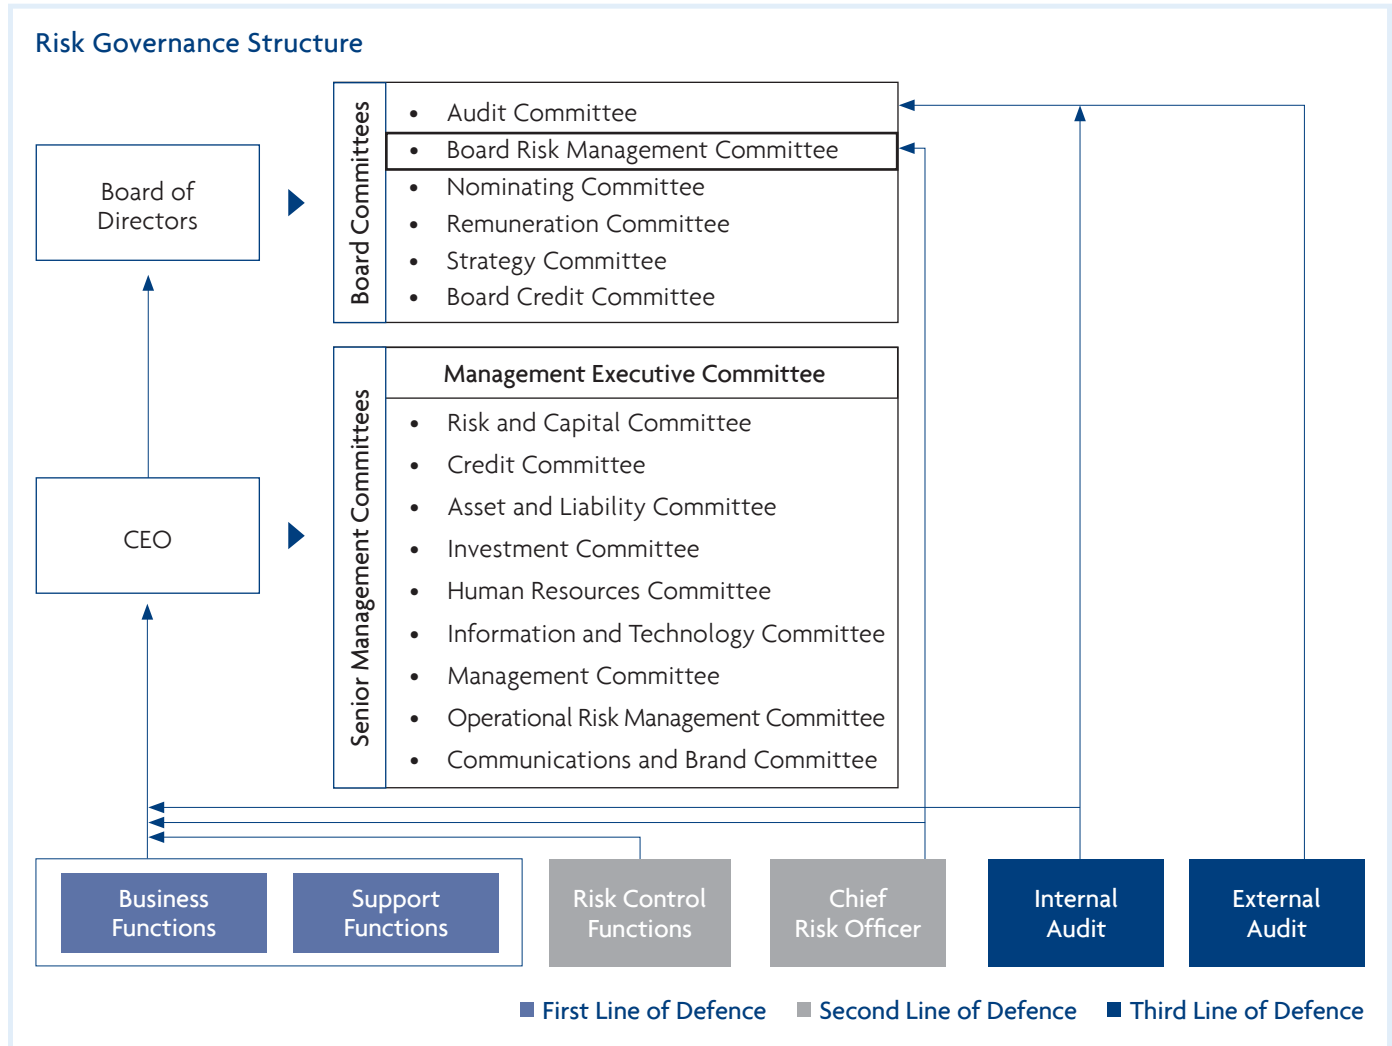 Risk Governance Structure
Board of
Directors
Board Committees
• Audit Committee
• Board Risk Management Committee
• Nominating Committee
• Remuneration Committee
• Strategy Committee
• Board Credit Committee
CEO
Senior Management Committees
Management Executive Committee
• Risk and Capital Committee
• Credit Committee
• Asset and Liability Committee
• Investment Committee
• Human Resources Committee
• Information and Technology Committee
• Management Committee
• Operational Risk Management Committee
• Communications and Brand Committee
Business
Functions
Support
Functions
Risk Control
Functions
Chief
Risk Officer
Internal
Audit
External
Audit
First Line of Defence
Second Line of Defence
Third Line of Defence